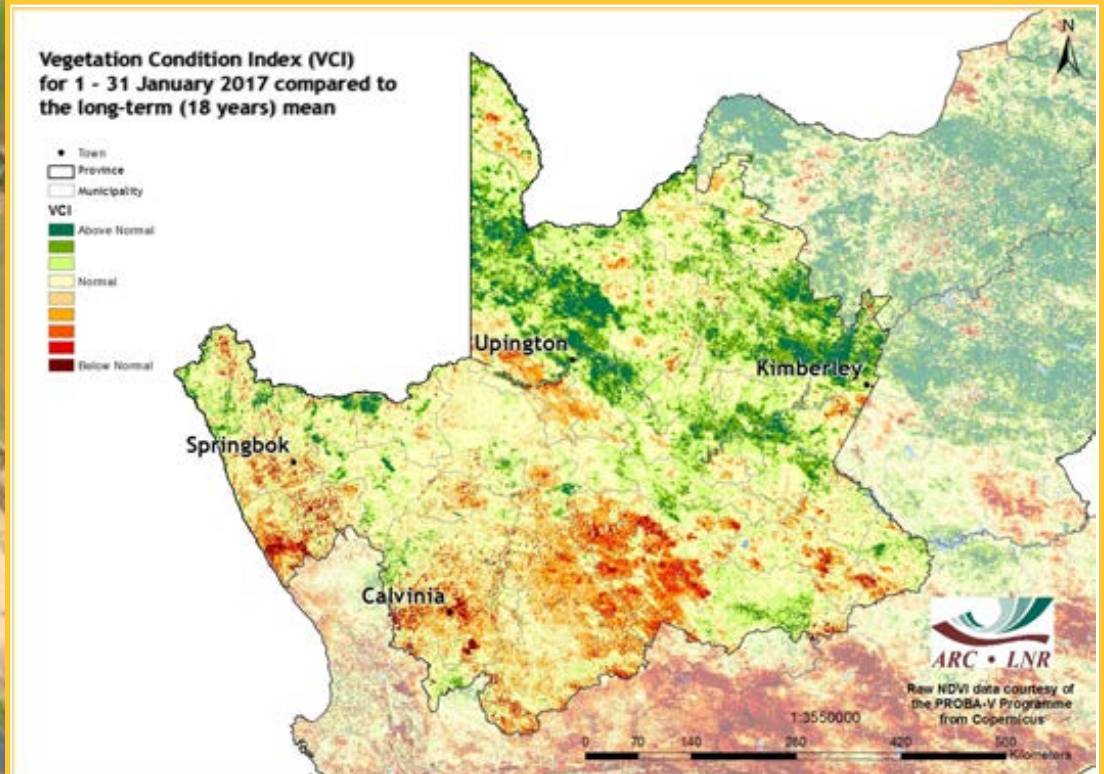 Vegetation Condition Index (VCI)
for 1 - 31 January 2017 compared to
the long-term (18 years) mean
N
Town
Province
Municipality
VCI
Above Normal
Normal
Below Normal
Upington
Kimberley
Springbok
Calvinia
ARC • LNR
Raw NDVI data courtesy of
the PROBA-V Programme
from Copernicus
1:3550000
0 70 140 280 420 500
Kilometers